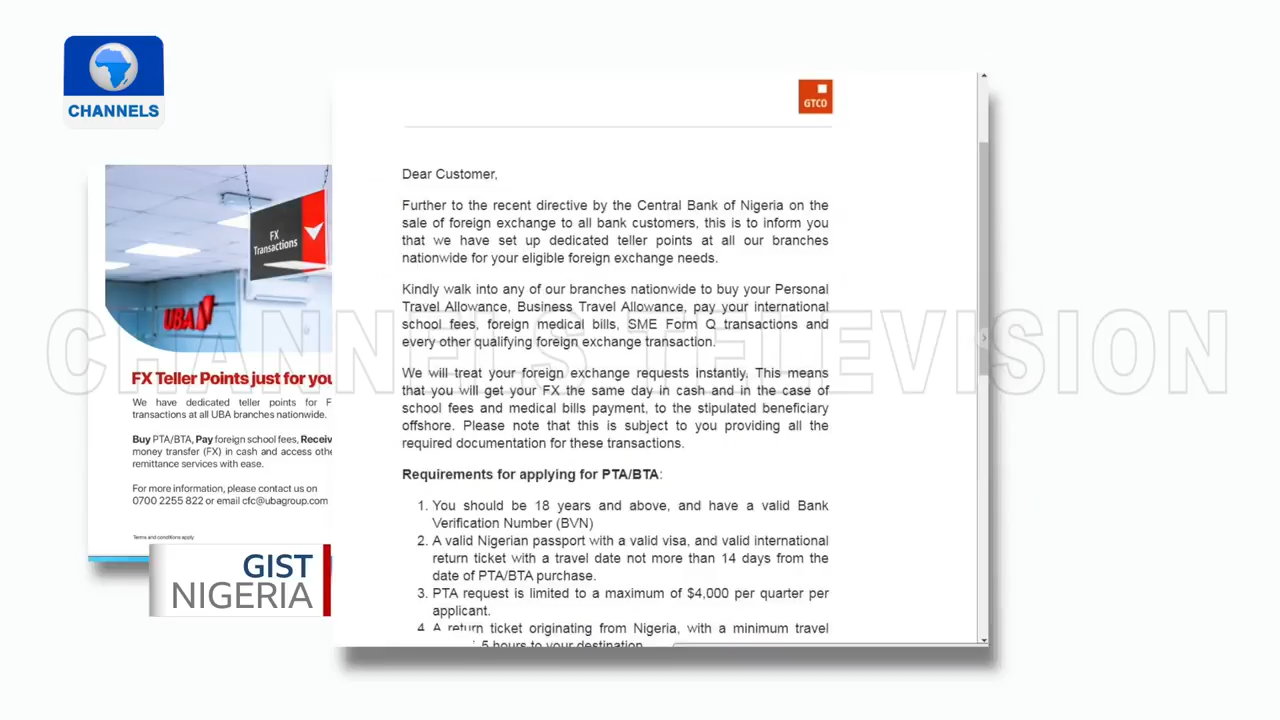 CHANNELS
GTCO
Dear Customer,
Further to the recent directive by the Central Bank of Nigeria on the
sale of foreign exchange to all bank customers, this is to inform you
that we have set up dedicated teller points at all our branches
nationwide for your eligible foreign exchange needs.
Kindly walk into any of our branches nationwide to buy your Personal
Travel Allowance, Business Travel Allowance, pay your international
school fees, foreign medical bills, SME Form Q transactions and
every other qualifying foreign exchange transaction.
We will treat your foreign exchange requests instantly. This means
that you will get your FX the same day in cash and in the case of
school fees and medical bills payment, to the stipulated beneficiary
offshore. Please note that this is subject to you providing all the
required documentation for these transactions.
Requirements for applying for PTA/BTA:
1. You should be 18 years and above, and have a valid Bank
Verification Number (BVN)
2. A valid Nigerian passport with a valid visa, and valid international
return ticket with a travel date not more than 14 days from the
date of PTA/BTA purchase.
3. PTA request is limited to a maximum of $4,000 per quarter per
applicant.
4. A return ticket originating from Nigeria, with a minimum travel
5 hours to your destination
FX
Transactions
UBA
FX Teller Points just for you
We have dedicated teller points for F
transactions at all UBA branches nationwide.
Buy PTA/BTA, Pay foreign school fees, Receiv
money transfer (FX) in cash and access othe
remittance services with ease.
For more information, please contact us on
0700 2255 822 or email cfc@ubagroup.com
Terms and conditions apply
GIST
NIGERIA
CHANNELS TELEVISION